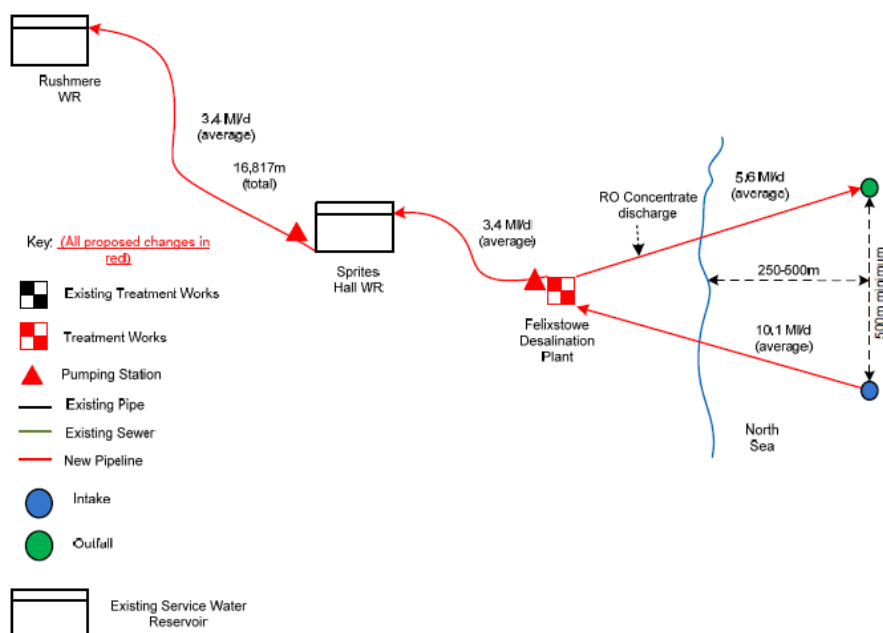 Rushmere
WR
3.4 Ml/d
(average)
16,817m
(total)
Key: (All proposed changes in
red)
Existing Treatment Works
Treatment Works
Pumping Station
Existing Pipe
Existing Sewer
New Pipeline
Intake
Outfall
Existing Service Water
Reservoir
Sprites
Hall WR
3.4 Ml/d
(average)
Felixstowe
Desalination
Plant
RO Concentrate
discharge
5.6 Ml/d
(average)
250-500m
500m minimum
10.1 Ml/d
(average)
North
Sea